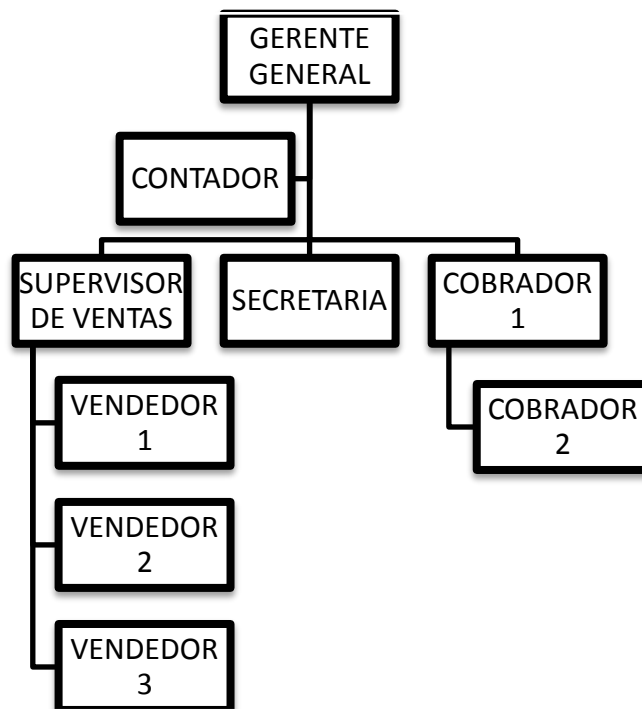 GERENTE
GENERAL
CONTADOR
SUPERVISOR
DE VENTAS
SECRETARIA
COBRADOR
1
VENDEDOR
1
COBRADOR
2
VENDEDOR
2
VENDEDOR
3